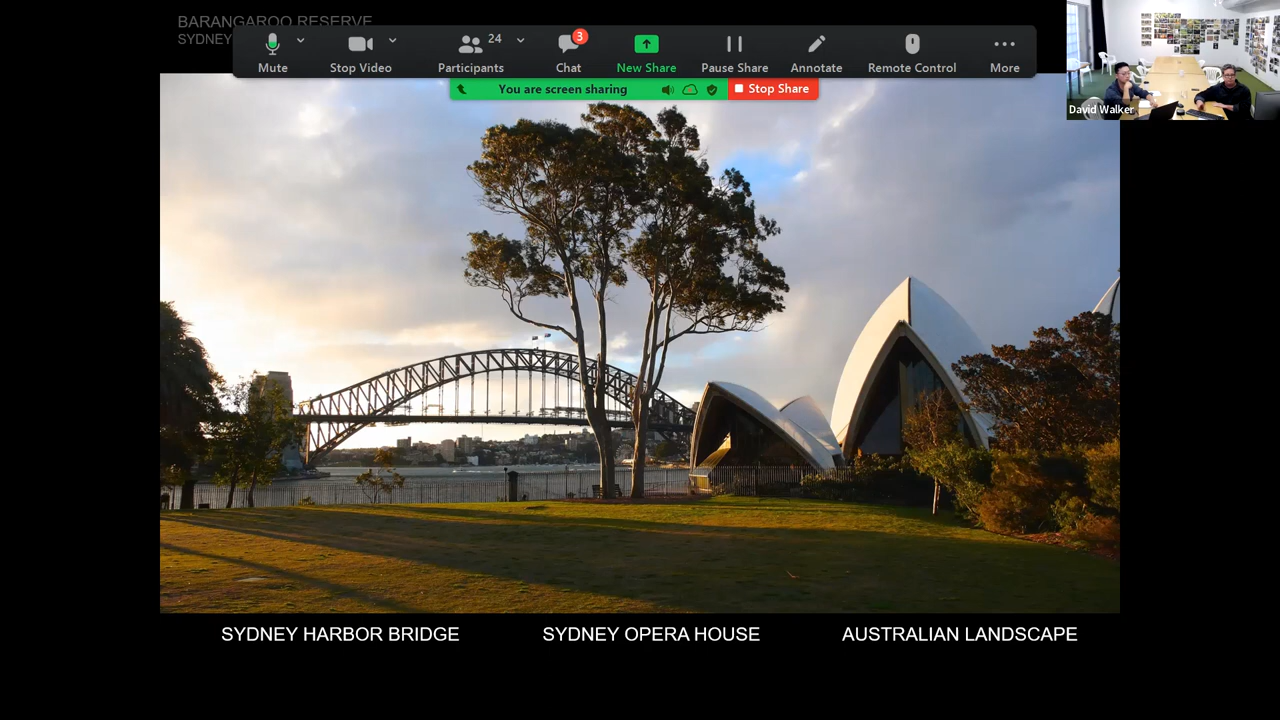 BARANGAROO RESERVE
SYDNEY
24
3
Mute
Stop Video
Participants
Chat
New Share
Pause Share
Annotate
Remote Control
More
You are screen sharing
Stop Share
David Walker
SYDNEY HARBOR BRIDGE
SYDNEY OPERA HOUSE
AUSTRALIAN LANDSCAPE